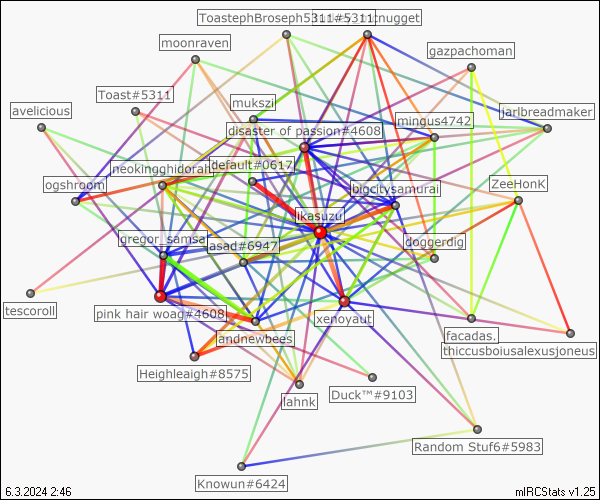 ToastephBroseph5311#5311
nugget
moonraven
gazpachoman
Toast#5311
mukszi
avelicious
jarlbreadmaker
mingus4742
disaster of passion#4608
neokingghidorah
default#0617
ogshroom
bigcitysamurai
ZeeHonK
likasuzu
gregor_samsa
asad#6947
doggerdig
tescoroll
pink hair woag#4608
xenoyaut
andnewbees
facadas.
thiccusboiusalexusjoneus
Heighleaigh#8575
lahnk
Duck™#9103
Random Stuf6#5983
Knowun#6424
6.3.2024 2:46
mIRCStats v1.25